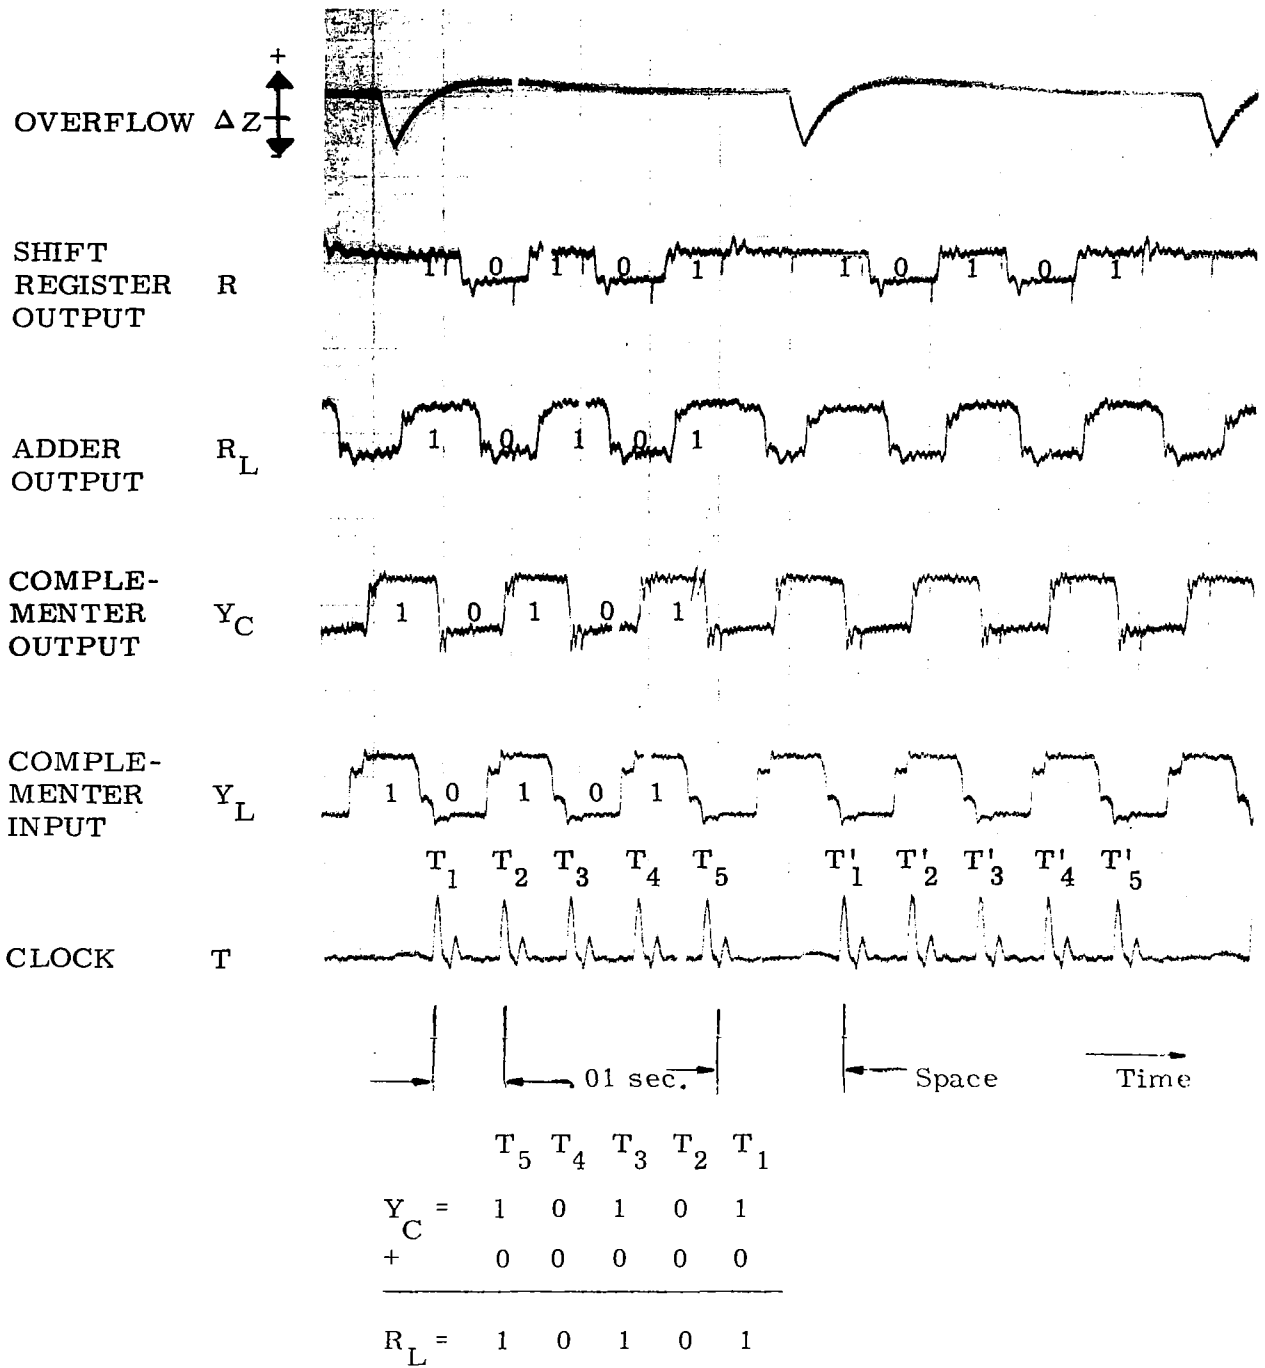 +
OVERFLOW ΔZ
-
SHIFT
REGISTER R
OUTPUT
1 0 1 0 1 1 0 1 0 1
ADDER R_L
OUTPUT
1 0 1 0 1
COMPLE-
MENTER Y_C
OUTPUT
1 0 1 0 1
COMPLE-
MENTER Y_L
INPUT
1 0 1 0 1
T_1 T_2 T_3 T_4 T_5 T'_1 T'_2 T'_3 T'_4 T'_5
CLOCK T
.01 sec. Space Time
T_5 T_4 T_3 T_2 T_1
Y_C = 1 0 1 0 1
+ 0 0 0 0 0
R_L = 1 0 1 0 1